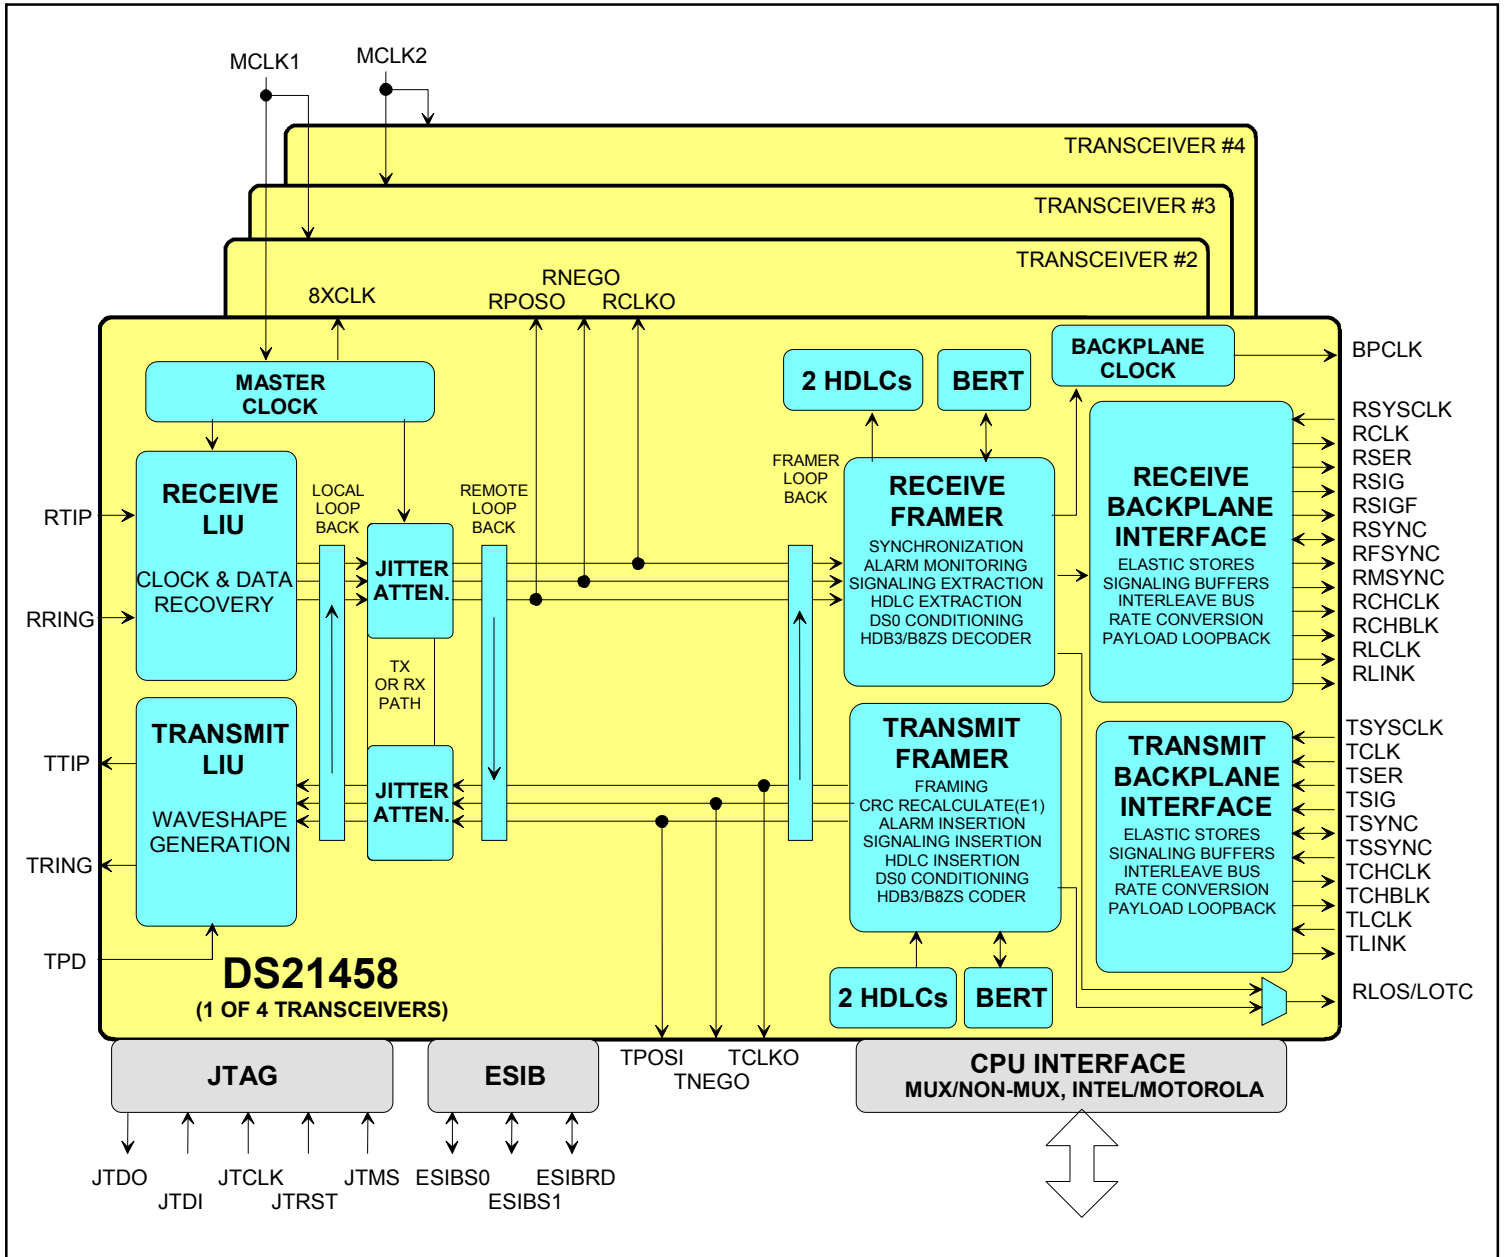 MCLK1
MCLK2
TRANSCEIVER #4
TRANSCEIVER #3
TRANSCEIVER #2
8XCLK
RPOSO
RNEGO
RCLKO
MASTER
CLOCK
2 HDLCs
BERT
BACKPLANE
CLOCK
BPCLK
RECEIVE
LIU
CLOCK & DATA
RECOVERY
RTIP
RRING
LOCAL
LOOP
BACK
JITTER
ATTEN.
REMOTE
LOOP
BACK
FRAMER
LOOP
BACK
RECEIVE
FRAMER
SYNCHRONIZATION
ALARM MONITORING
SIGNALING EXTRACTION
HDLC EXTRACTION
DS0 CONDITIONING
HDB3/B8ZS DECODER
RECEIVE
BACKPLANE
INTERFACE
ELASTIC STORES
SIGNALING BUFFERS
INTERLEAVE BUS
RATE CONVERSION
PAYLOAD LOOPBACK
RSYSCLK
RCLK
RSER
RSIG
RSIGF
RSYNC
RFSYNC
RMSYNC
RCHCLK
RCHBLK
RLCLK
RLINK
TX
OR RX
PATH
TRANSMIT
LIU
WAVESHAPE
GENERATION
TTIP
TRING
TPD
JITTER
ATTEN.
TRANSMIT
FRAMER
FRAMING
CRC RECALCULATE(E1)
ALARM INSERTION
SIGNALING INSERTION
HDLC INSERTION
DS0 CONDITIONING
HDB3/B8ZS CODER
TRANSMIT
BACKPLANE
INTERFACE
ELASTIC STORES
SIGNALING BUFFERS
INTERLEAVE BUS
RATE CONVERSION
PAYLOAD LOOPBACK
TSYSCLK
TCLK
TSER
TSIG
TSYNC
TSSYNC
TCHCLK
TCHBLK
TLCLK
TLINK
DS21458
(1 OF 4 TRANSCEIVERS)
2 HDLCs
BERT
RLOS/LOTC
TPOSI
TNEGO
TCLKO
JTAG
ESIB
CPU INTERFACE
MUX/NON-MUX, INTEL/MOTOROLA
JTDO
JTDI
JTCLK
JTRST
JTMS
ESIBS0
ESIBS1
ESIBRD